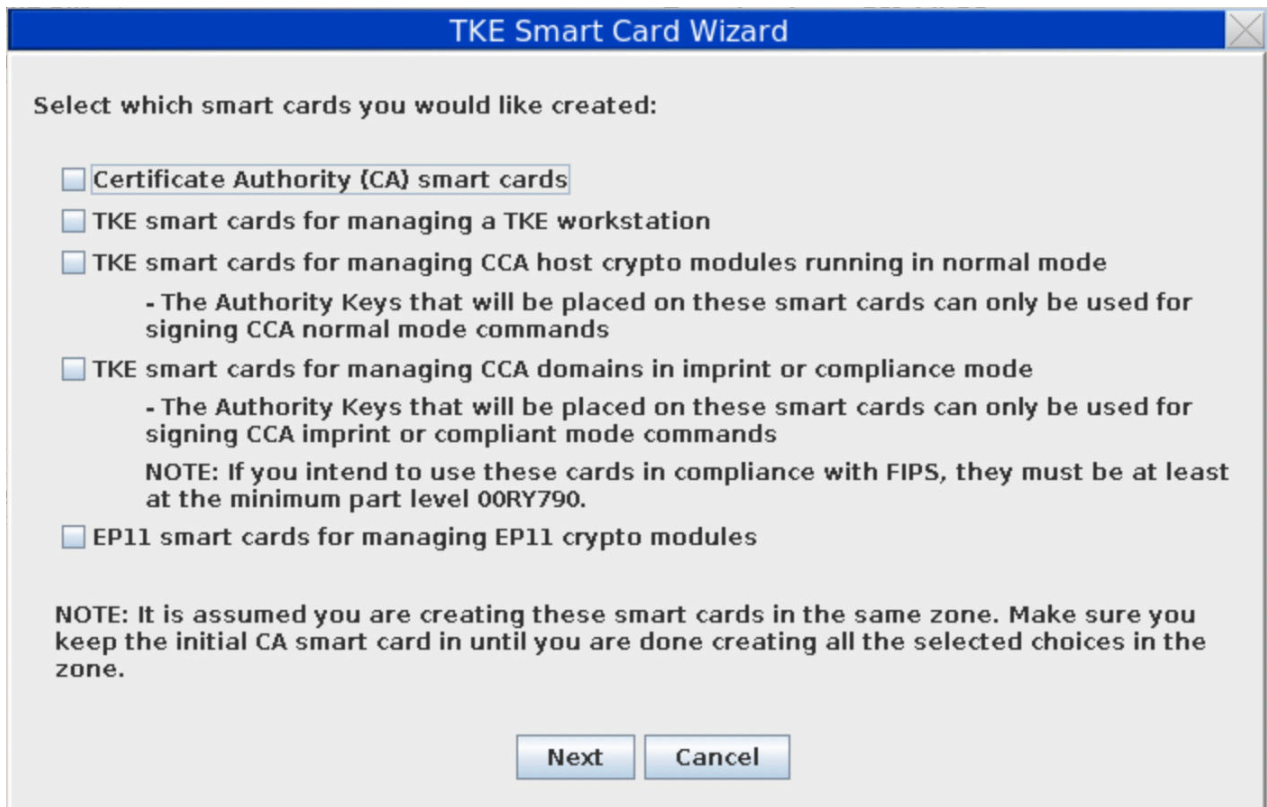 TKE Smart Card Wizard
Select which smart cards you would like created:
Certificate Authority (CA) smart cards
TKE smart cards for managing a TKE workstation
TKE smart cards for managing CCA host crypto modules running in normal mode
- The Authority Keys that will be placed on these smart cards can only be used for
signing CCA normal mode commands
TKE smart cards for managing CCA domains in imprint or compliance mode
- The Authority Keys that will be placed on these smart cards can only be used for
signing CCA imprint or compliant mode commands
NOTE: If you intend to use these cards in compliance with FIPS, they must be at least
at the minimum part level 00RY790.
EP11 smart cards for managing EP11 crypto modules
NOTE: It is assumed you are creating these smart cards in the same zone. Make sure you
keep the initial CA smart card in until you are done creating all the selected choices in the
zone.
Next
Cancel